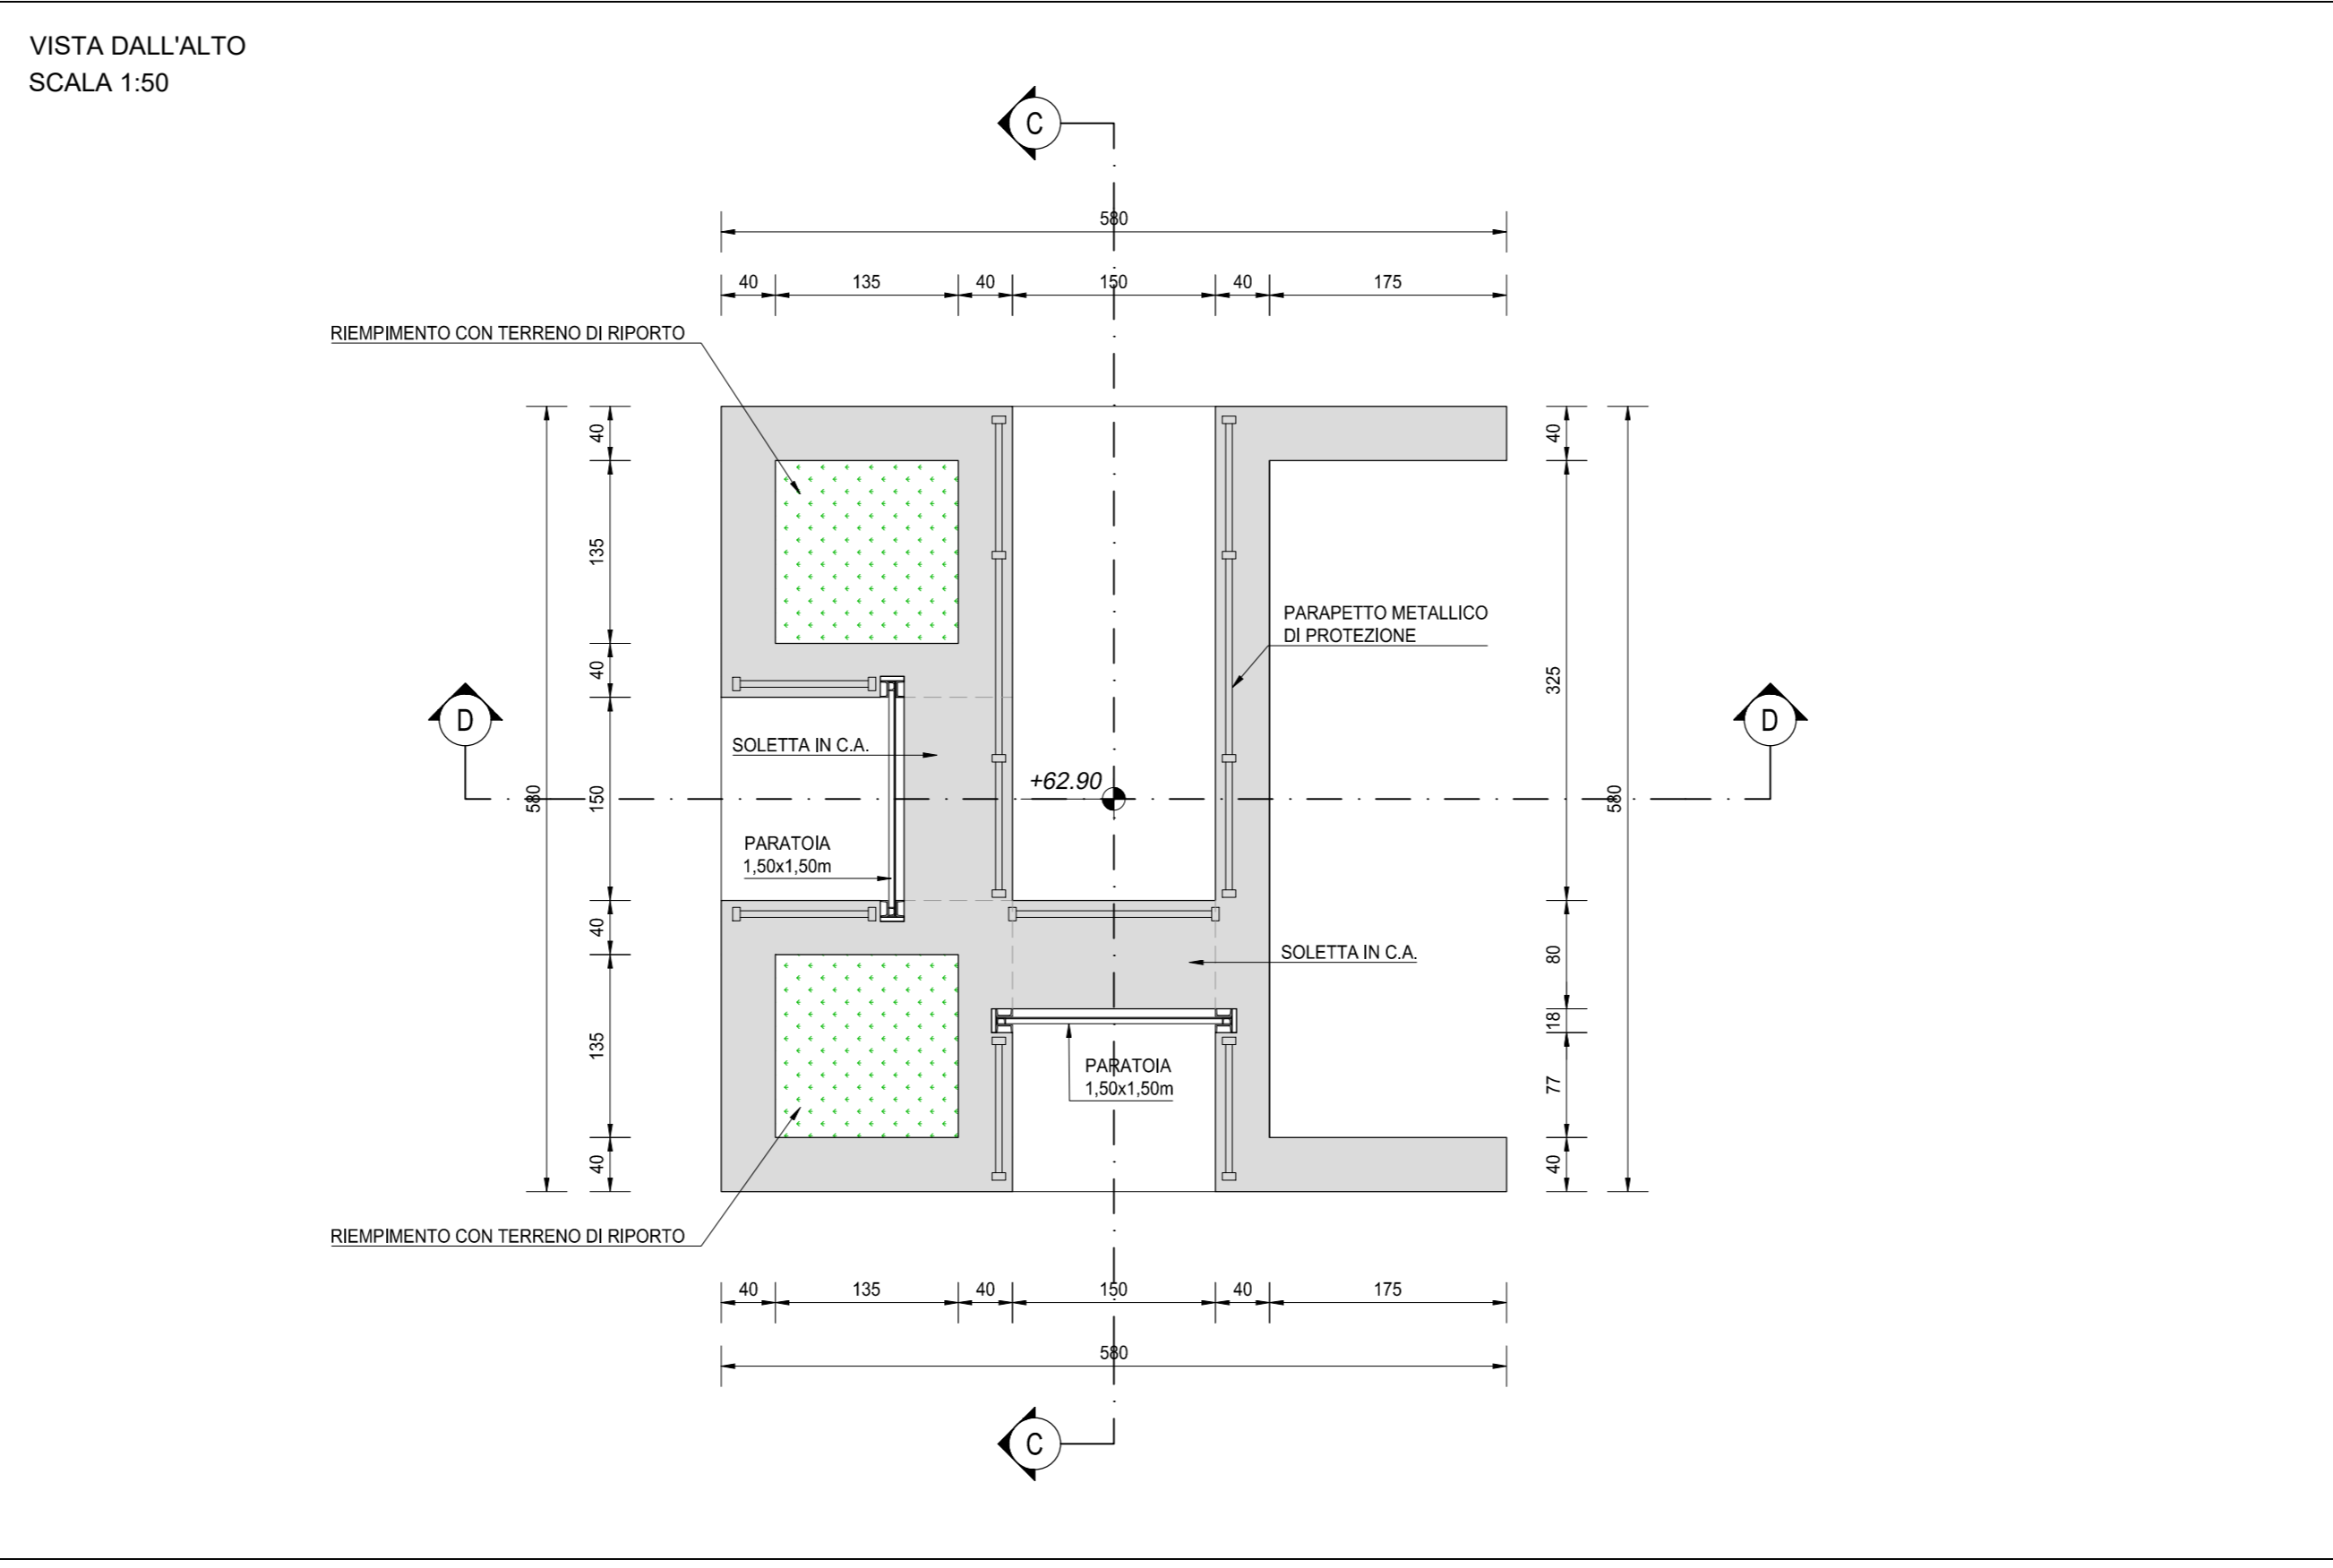 VISTA DALL'ALTO
SCALA 1:50
C
580
40 135 40 150 40 175
RIEMPIMENTO CON TERRENO DI RIPORTO
40
40
135
PARAPETTO METALLICO
DI PROTEZIONE
40
325
D
D
SOLETTA IN C.A.
+62.90
580
150
580
PARATOIA
1,50x1,50m
40
SOLETTA IN C.A.
80
18
135
PARATOIA
1,50x1,50m
77
40
40
RIEMPIMENTO CON TERRENO DI RIPORTO
40 135 40 150 40 175
580
C